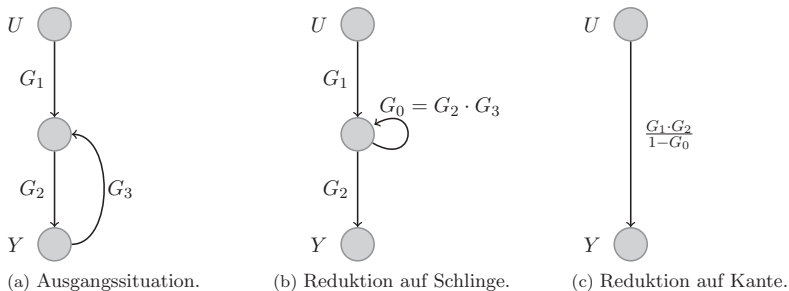 U
G₁
G₂
G₃
Y
(a) Ausgangssituation.
U
G₁
G₀ = G₂ · G₃
G₂
Y
(b) Reduktion auf Schlinge.
U
G₁·G₂
1−G₀
Y
(c) Reduktion auf Kante.